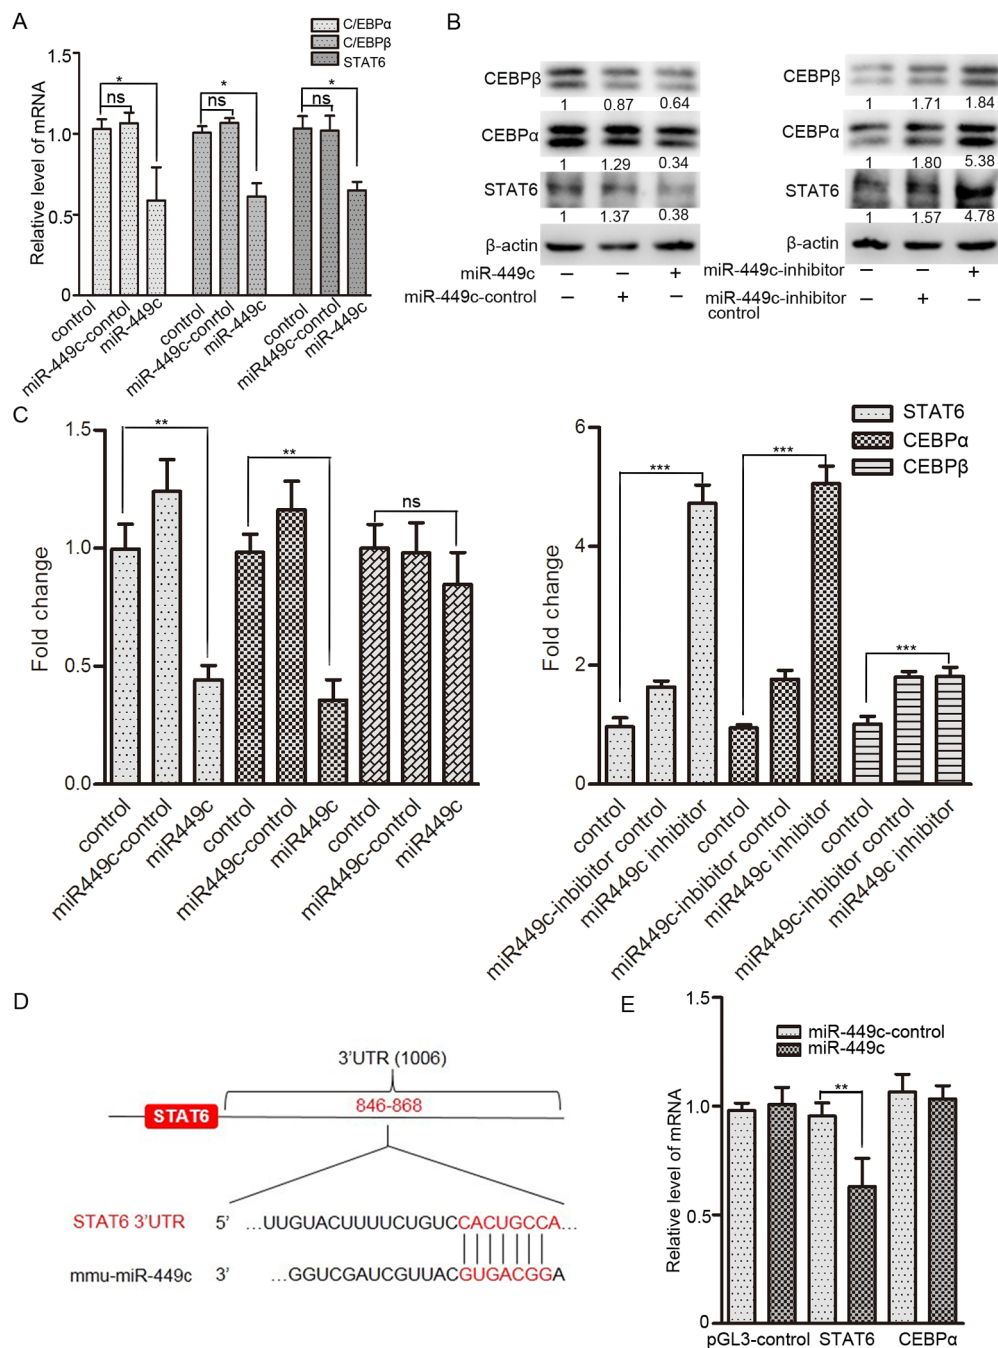 A
C/EBPα
C/EBPβ
STAT6
Relative level of mRNA
1.5
1.0
0.5
0
*
ns
*
ns
*
ns
control
miR-449c-conrtol
miR-449c
control
miR-449c-control
miR-449c
control
miR449c-control
miR-449c
B
CEBPβ
1 0.87 0.64
CEBPα
1 1.29 0.34
STAT6
1 1.37 0.38
β-actin
miR-449c − − +
miR-449c-control − + −
CEBPβ
1 1.71 1.84
CEBPα
1 1.80 5.38
STAT6
1 1.57 4.78
β-actin
miR-449c-inhibitor − − +
miR-449c-inhibitor control − + −
C
Fold change
1.5
1.0
0.5
0.0
**
**
ns
control
miR449c-control
miR449c
control
miR449c-control
miR449c
control
miR449c-control
miR449c
STAT6
CEBPα
CEBPβ
Fold change
6
4
2
0
***
***
***
control
miR449c-inbibitor control
miR449c inhibitor
control
miR449c-inbibitor control
miR449c inhibitor
control
miR449c-inbibitor control
miR449c inhibitor
D
3'UTR (1006)
846-868
STAT6
STAT6 3'UTR 5' ...UUGUACUUUUCUGUCCACUGCCA...
mmu-miR-449c 3' ...GGUCGAUCGUUACGUGACGGA
E
miR-449c-control
miR-449c
Relative level of mRNA
1.5
1.0
0.5
0
**
pGL3-control STAT6 CEBPα